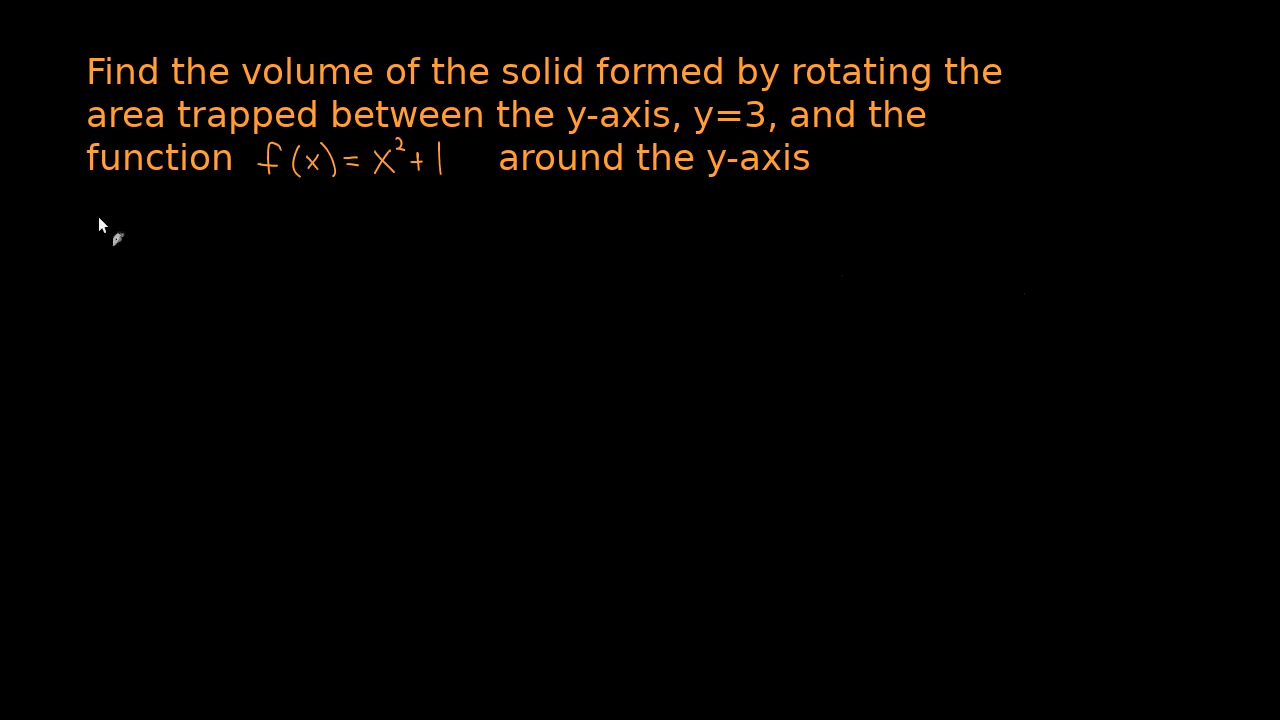 Find the volume of the solid formed by rotating the
area trapped between the y-axis, y=3, and the
function f(x)=x²+1 around the y-axis